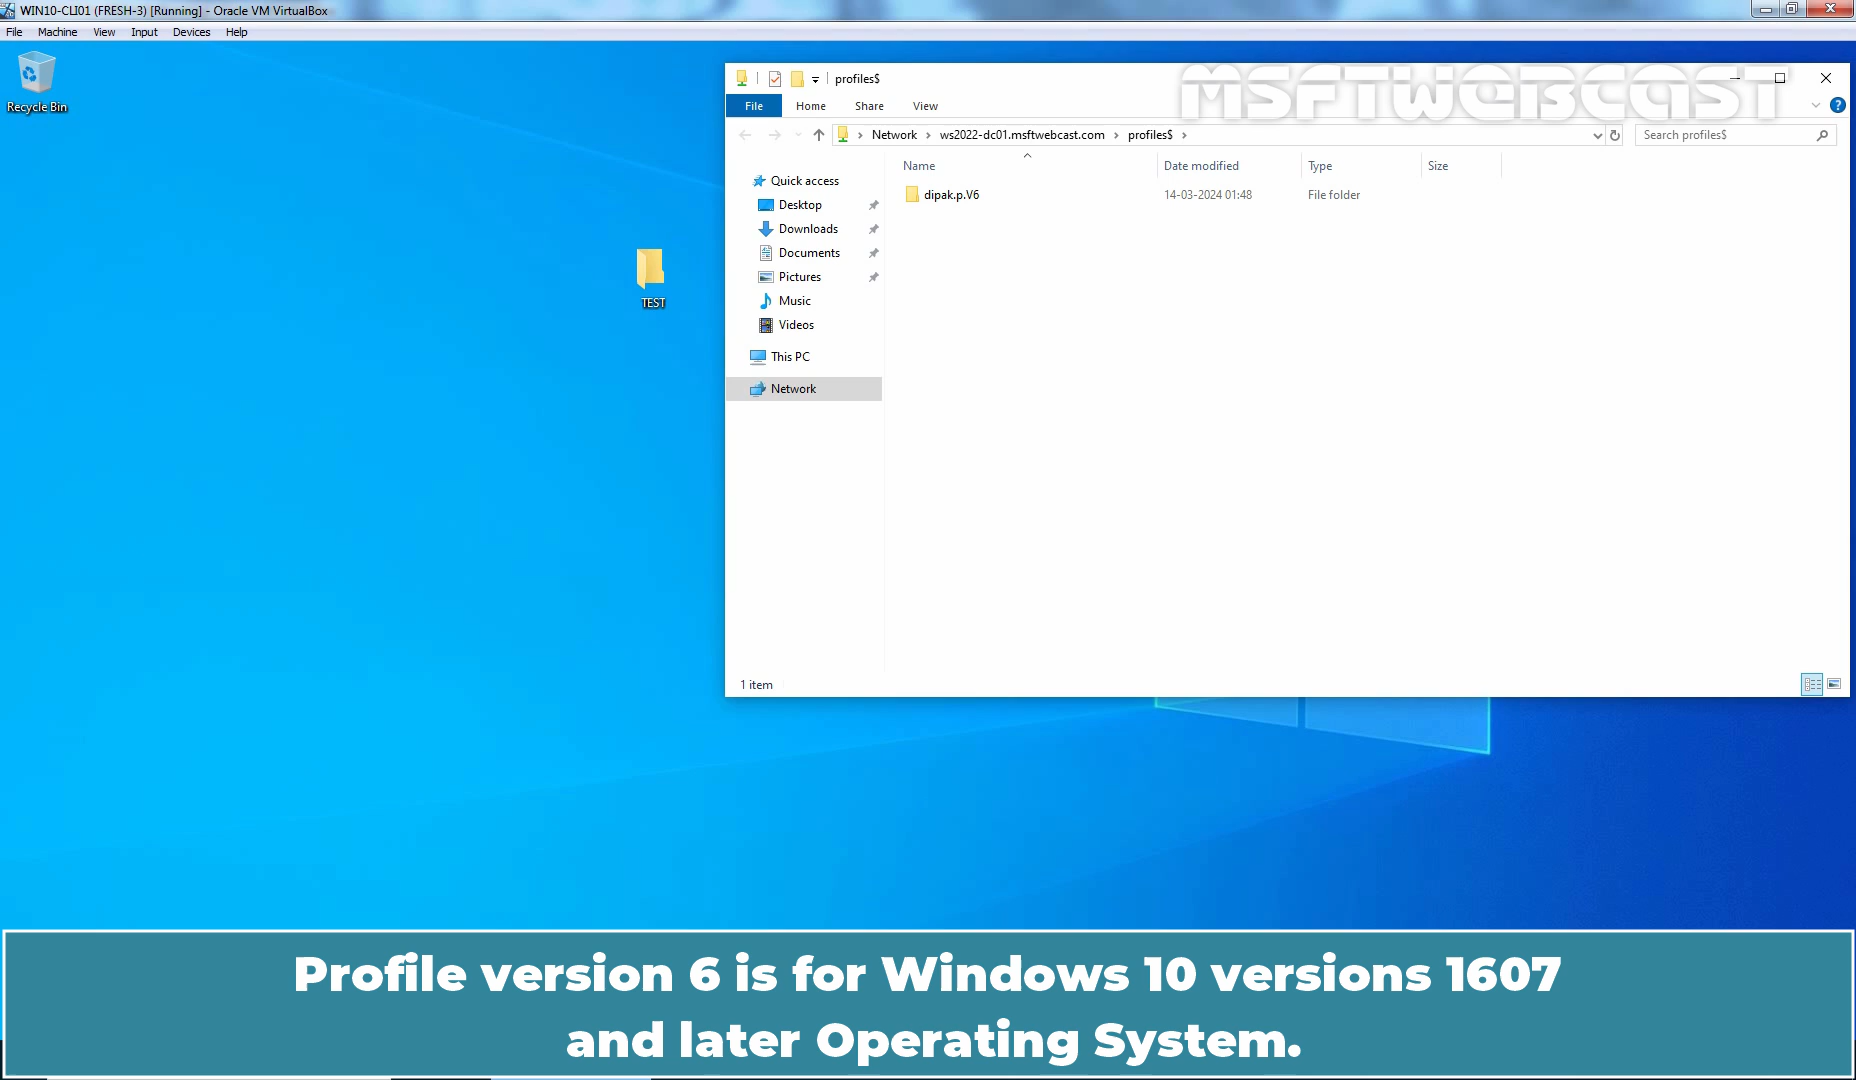 WIN10-CLI01 (FRESH-3) [Running] - Oracle VM VirtualBox
File Machine View Input Devices Help
Recycle Bin
TEST
profiles$
MSFTWEBCAST
File Home Share View
Network ws2022-dc01.msftwebcast.com profiles$
Search profiles$
Name Date modified Type Size
dipak.p.V6 14-03-2024 01:48 File folder
Quick access
Desktop
Downloads
Documents
Pictures
Music
Videos
This PC
Network
1 item
Profile version 6 is for Windows 10 versions 1607
and later Operating System.